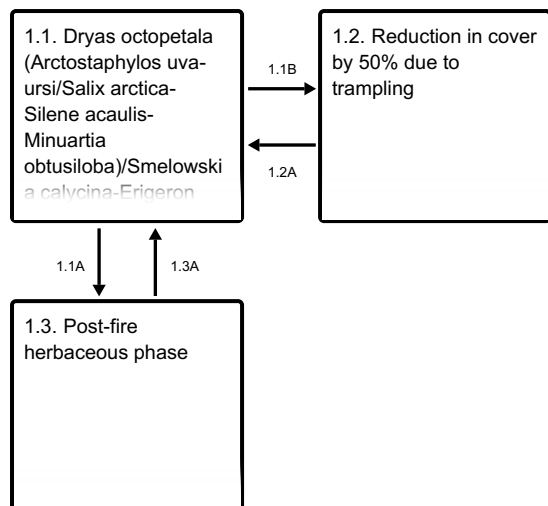 1.1. Dryas octopetala
(Arctostaphylos uva-
ursi/Salix arctica-
Silene acaulis-
Minuartia
obtusiloba)/Smelowski
a calycina-Erigeron
1.1B
1.2A
1.2. Reduction in cover
by 50% due to
trampling
1.1A
1.3A
1.3. Post-fire
herbaceous phase